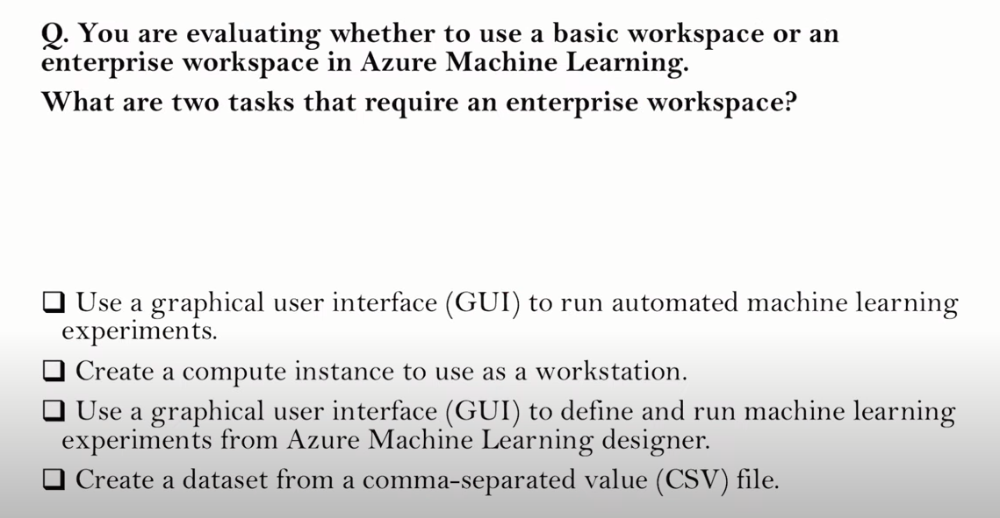 Q. You are evaluating whether to use a basic workspace or an
enterprise workspace in Azure Machine Learning.
What are two tasks that require an enterprise workspace?
❑ Use a graphical user interface (GUI) to run automated machine learning
experiments.
❑ Create a compute instance to use as a workstation.
❑ Use a graphical user interface (GUI) to define and run machine learning
experiments from Azure Machine Learning designer.
❑ Create a dataset from a comma-separated value (CSV) file.